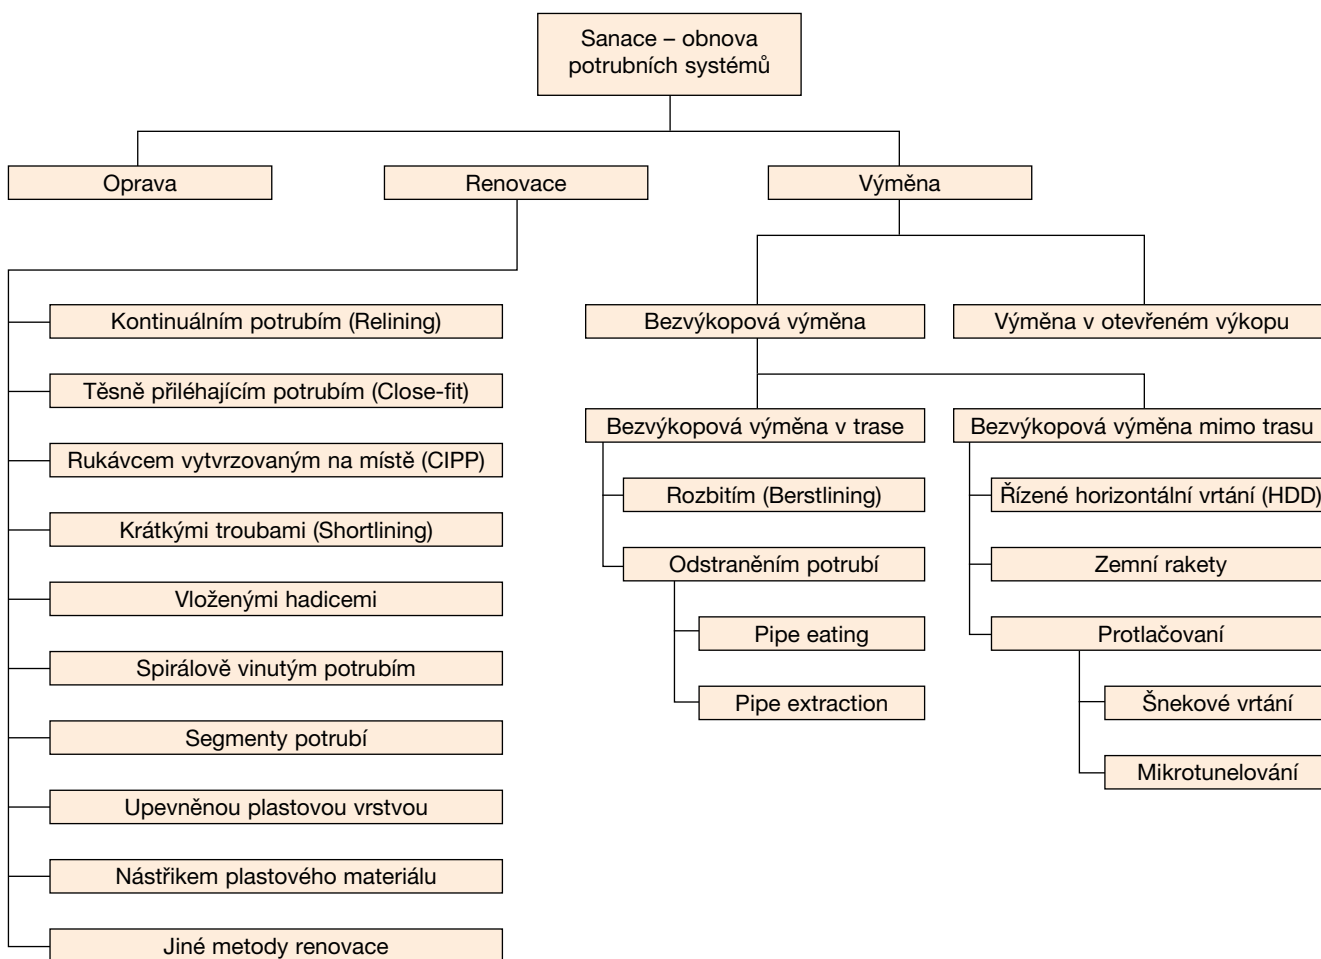 Sanace – obnova
potrubních systémů
Oprava
Renovace
Výměna
Kontinuálním potrubím (Relining)
Těsně přiléhajícím potrubím (Close-fit)
Rukávcem vytvrzovaným na místě (CIPP)
Krátkými troubami (Shortlining)
Vloženými hadicemi
Spirálově vinutým potrubím
Segmenty potrubí
Upevněnou plastovou vrstvou
Nástřikem plastového materiálu
Jiné metody renovace
Bezvýkopová výměna
Výměna v otevřeném výkopu
Bezvýkopová výměna v trase
Rozbitím (Berstlining)
Odstraněním potrubí
Pipe eating
Pipe extraction
Bezvýkopová výměna mimo trasu
Řízené horizontální vrtání (HDD)
Zemní rakety
Protlačovaní
Šnekové vrtání
Mikrotunelování